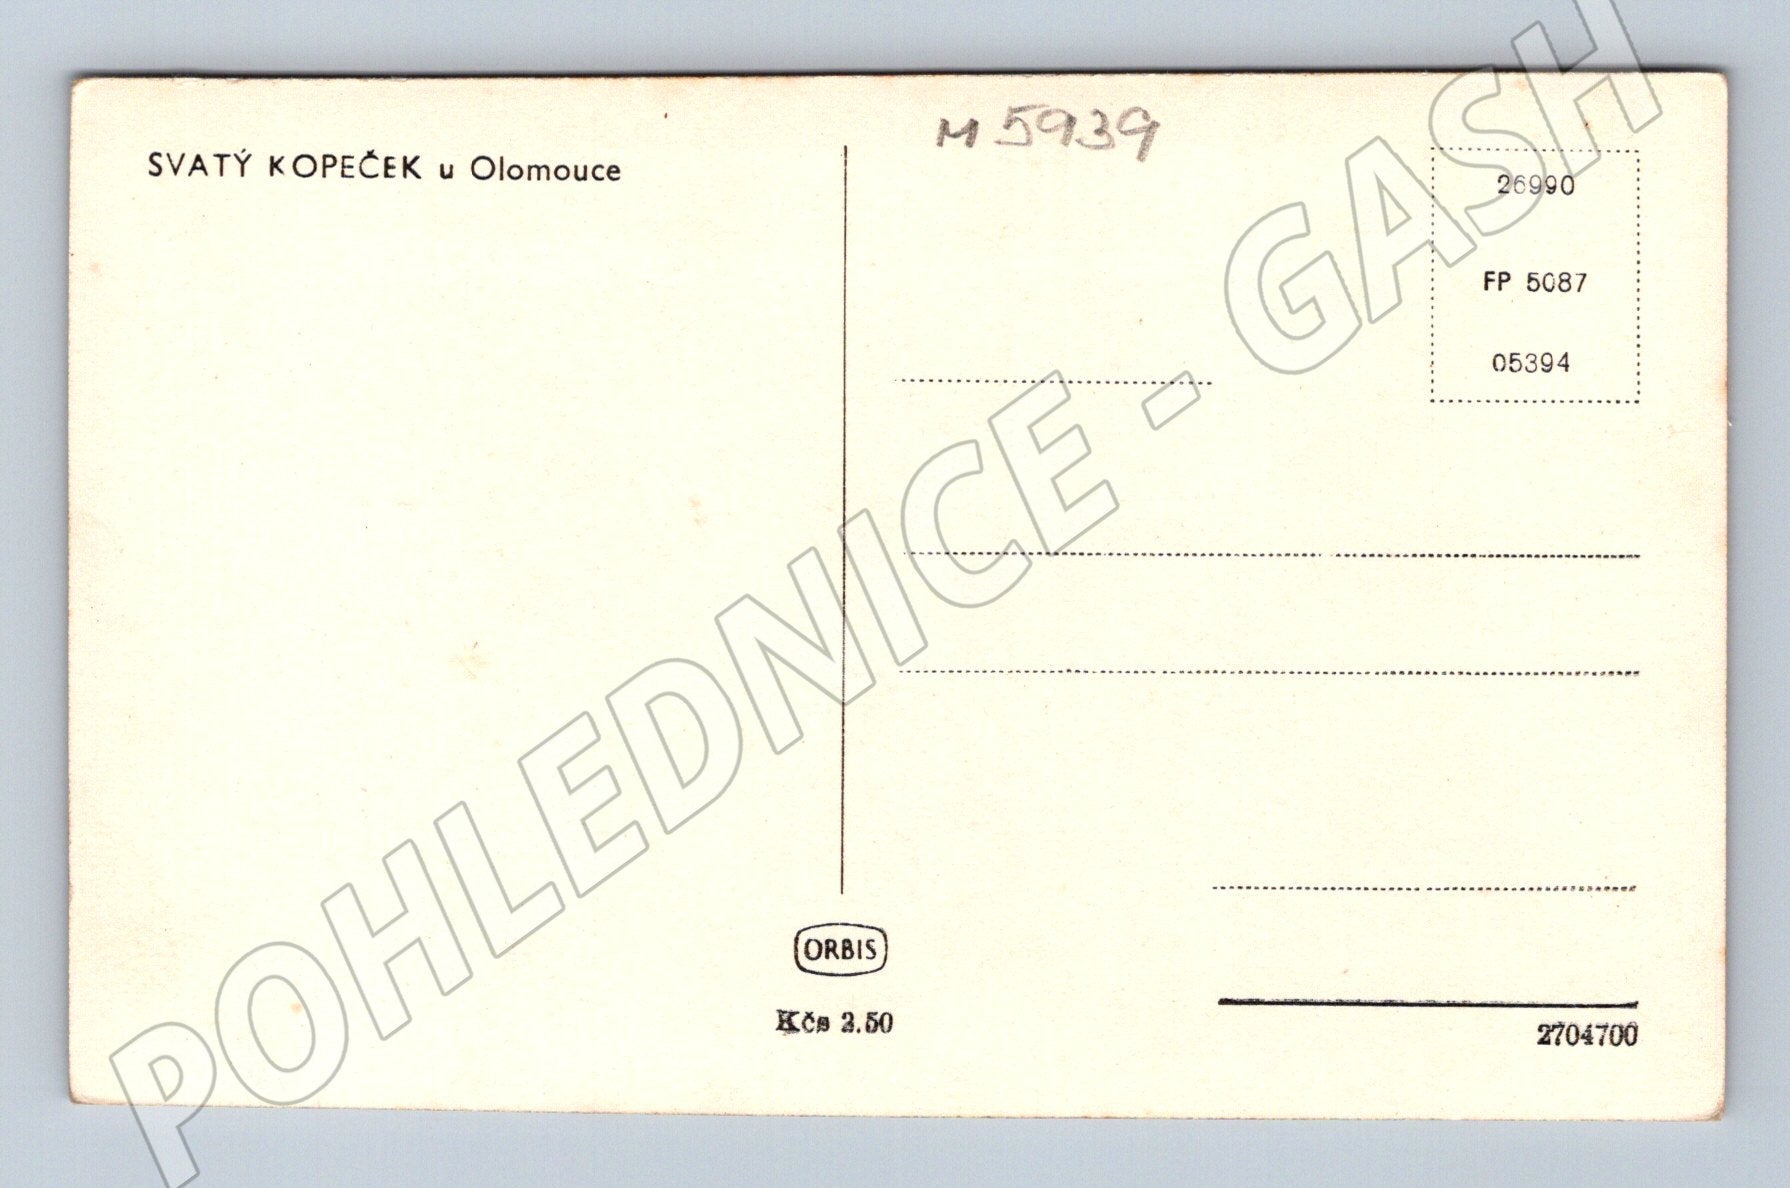 SVATÝ KOPEČEK u Olomouce
M 5939
26990
FP 5087
05394
ORBIS
Kčs 2.50
2704700
POHLEDNICE - GASH